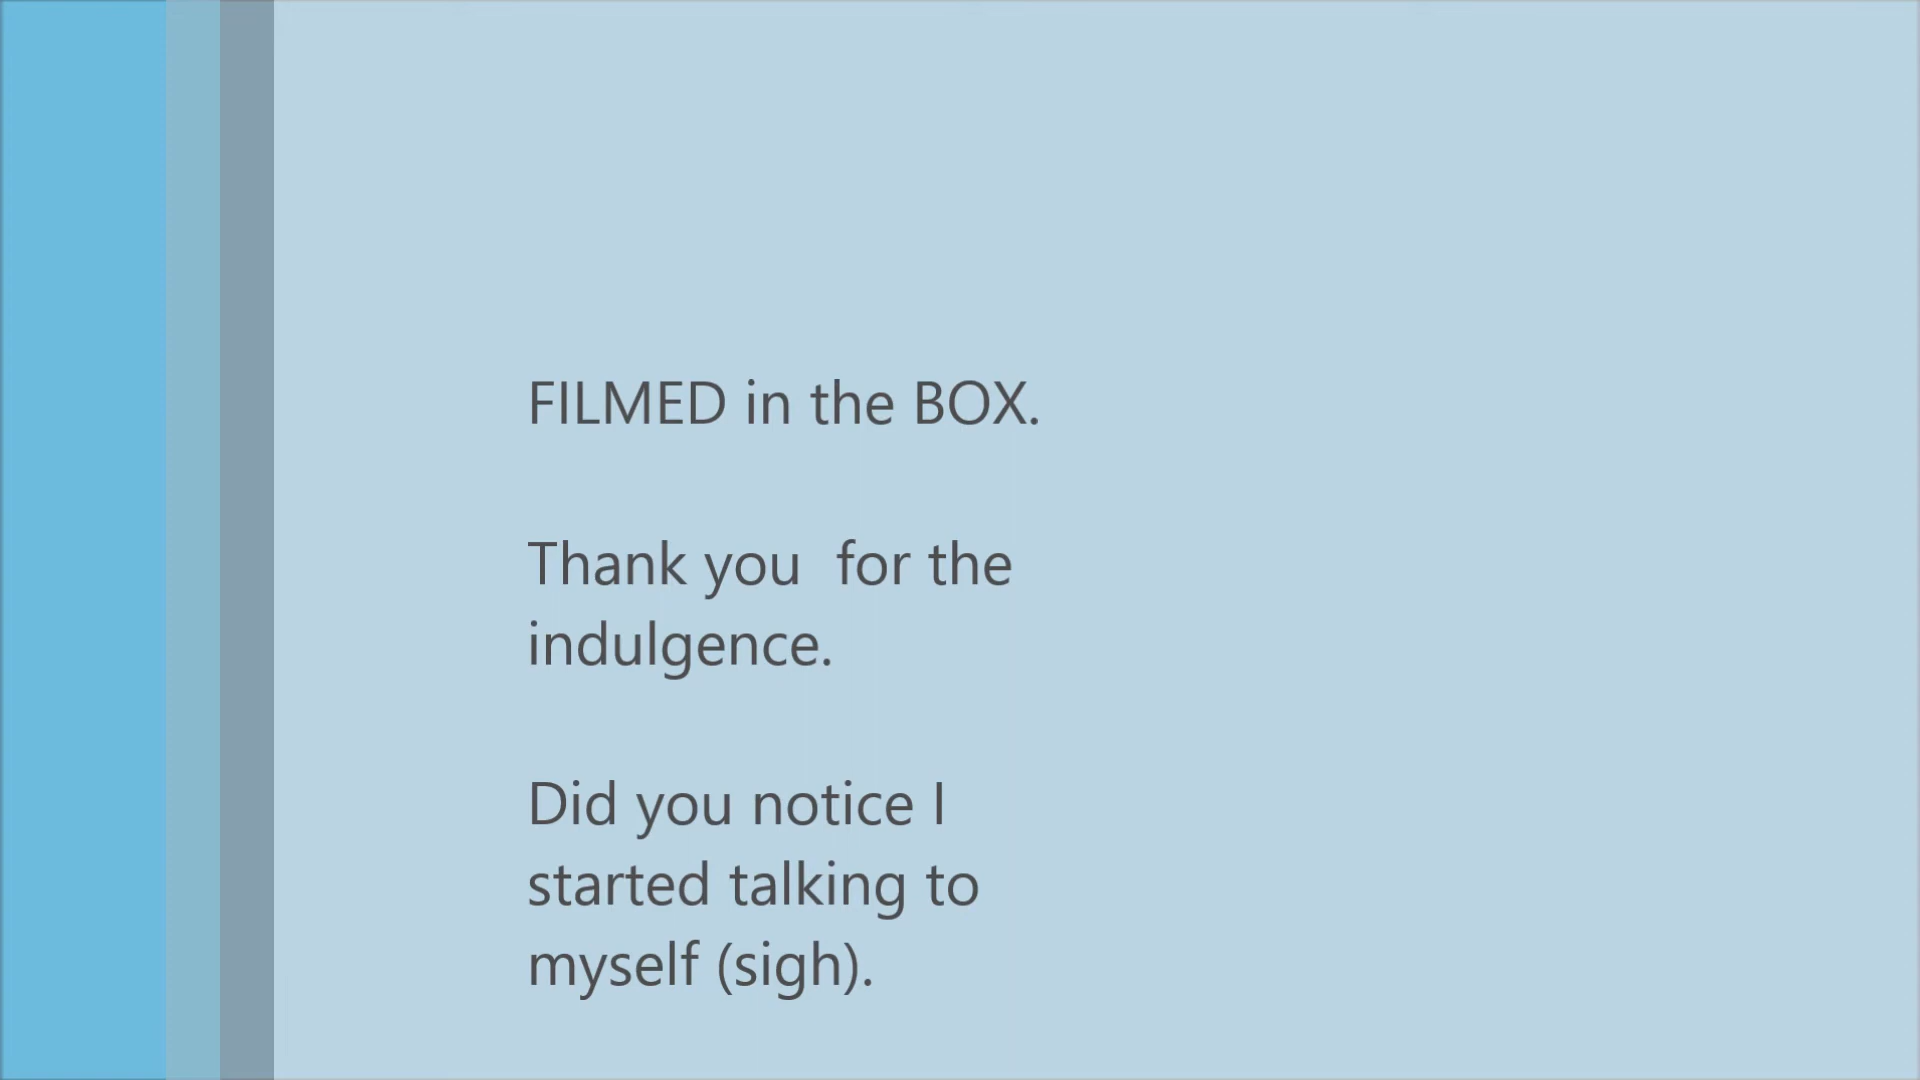 FILMED in the BOX.
Thank you  for the
indulgence.
Did you notice I
started talking to
myself (sigh).